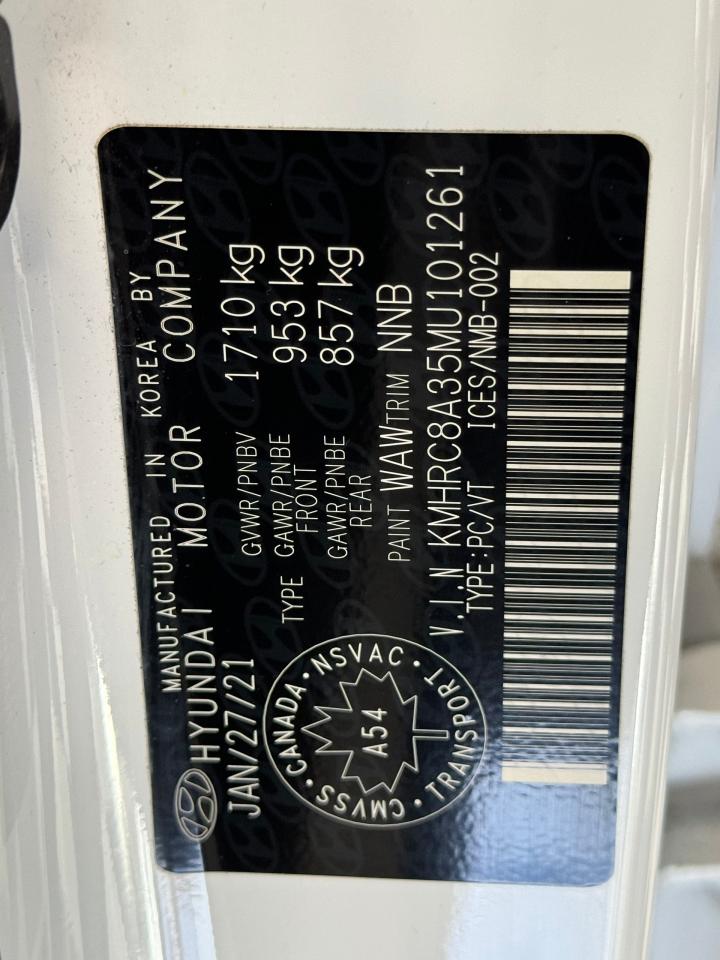 MANUFACTURED IN KOREA BY
HYUNDAI MOTOR COMPANY
JAN/27/21 GVWR/PNBV 1710 kg
TYPE GAWR/PNBE FRONT 953 kg
GAWR/PNBE REAR 857 kg
PAINT WAW TRIM NNB
V.I.N KMHRC8A35MU101261
TYPE:PC/VT ICES/NMB-002
CANADA · NSVAC · TRANSPORT · CMVSS
A54